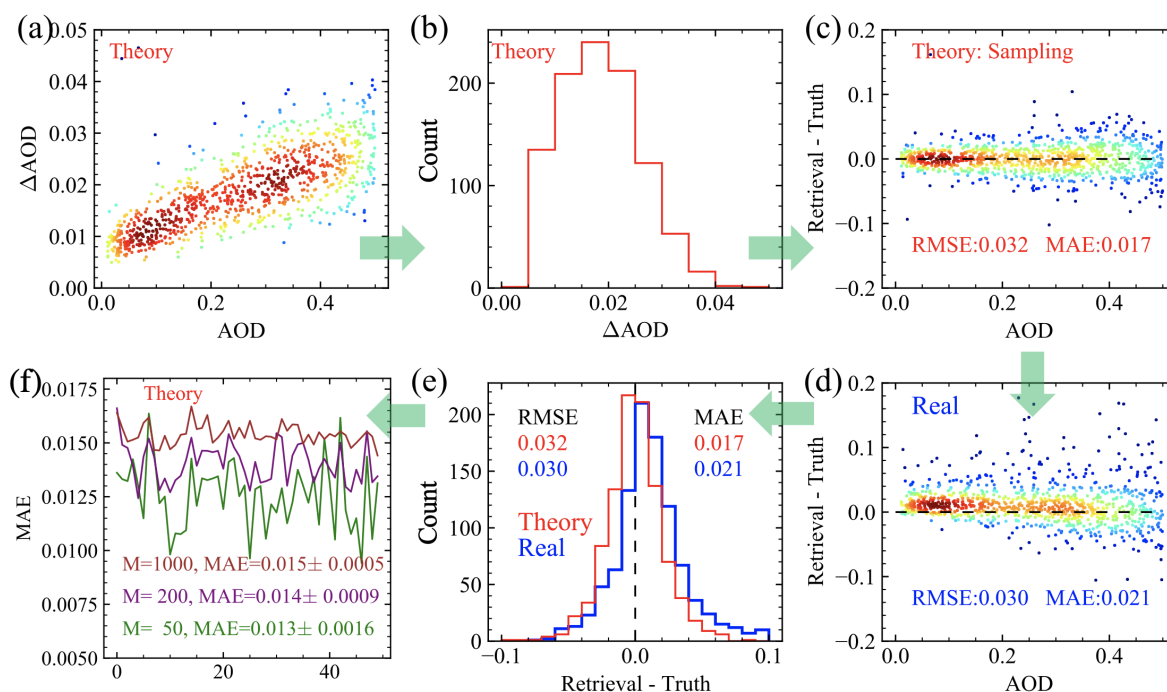 (a)
Theory
0.05
0.04
0.03
0.02
0.01
0.00
ΔAOD
0.0
0.2
0.4
AOD
(b)
Theory
200
100
0
Count
0.00
0.02
0.04
ΔAOD
(c)
Theory: Sampling
0.2
0.1
0.0
−0.1
−0.2
Retrieval - Truth
RMSE:0.032 MAE:0.017
0.0
0.2
0.4
AOD
(f)
Theory
0.0175
0.0150
0.0125
0.0100
0.0075
0.0050
MAE
M=1000, MAE=0.015± 0.0005
M= 200, MAE=0.014± 0.0009
M= 50, MAE=0.013± 0.0016
0
20
40
(e)
200
150
100
50
0
Count
RMSE MAE
0.032 0.017
0.030 0.021
Theory
Real
−0.1
0.0
0.1
Retrieval - Truth
(d)
Real
0.2
0.1
0.0
−0.1
−0.2
Retrieval - Truth
RMSE:0.030 MAE:0.021
0.0
0.2
0.4
AOD